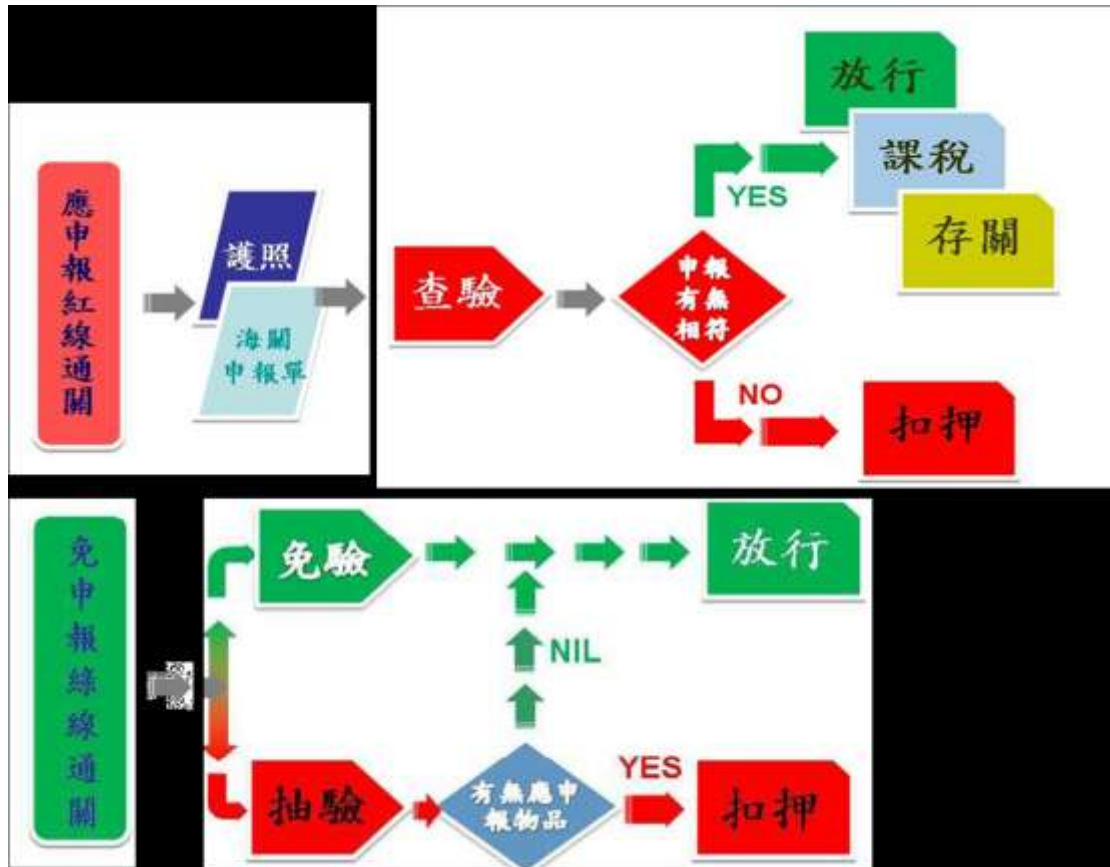 應申報紅線通關
護照
海關
申報單
查驗
申報
有無
相符
YES
放行
課稅
存關
NO
扣押
免申報綠線通關
免驗
放行
NIL
抽驗
有無應申
報物品
YES
扣押